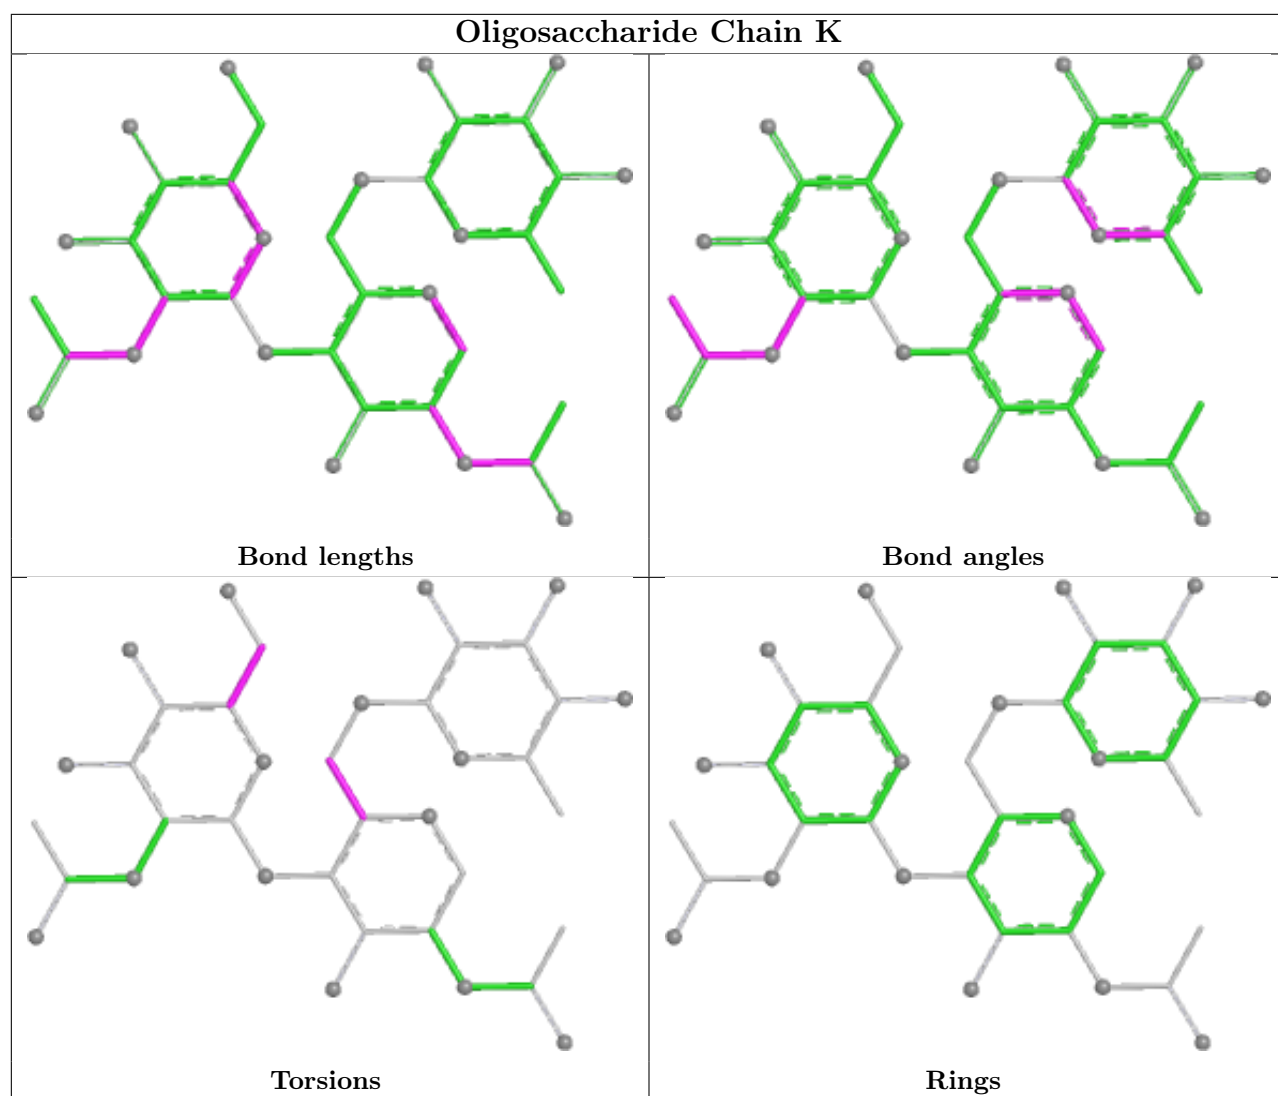 Oligosaccharide Chain K
Bond lengths
Bond angles
Torsions
Rings